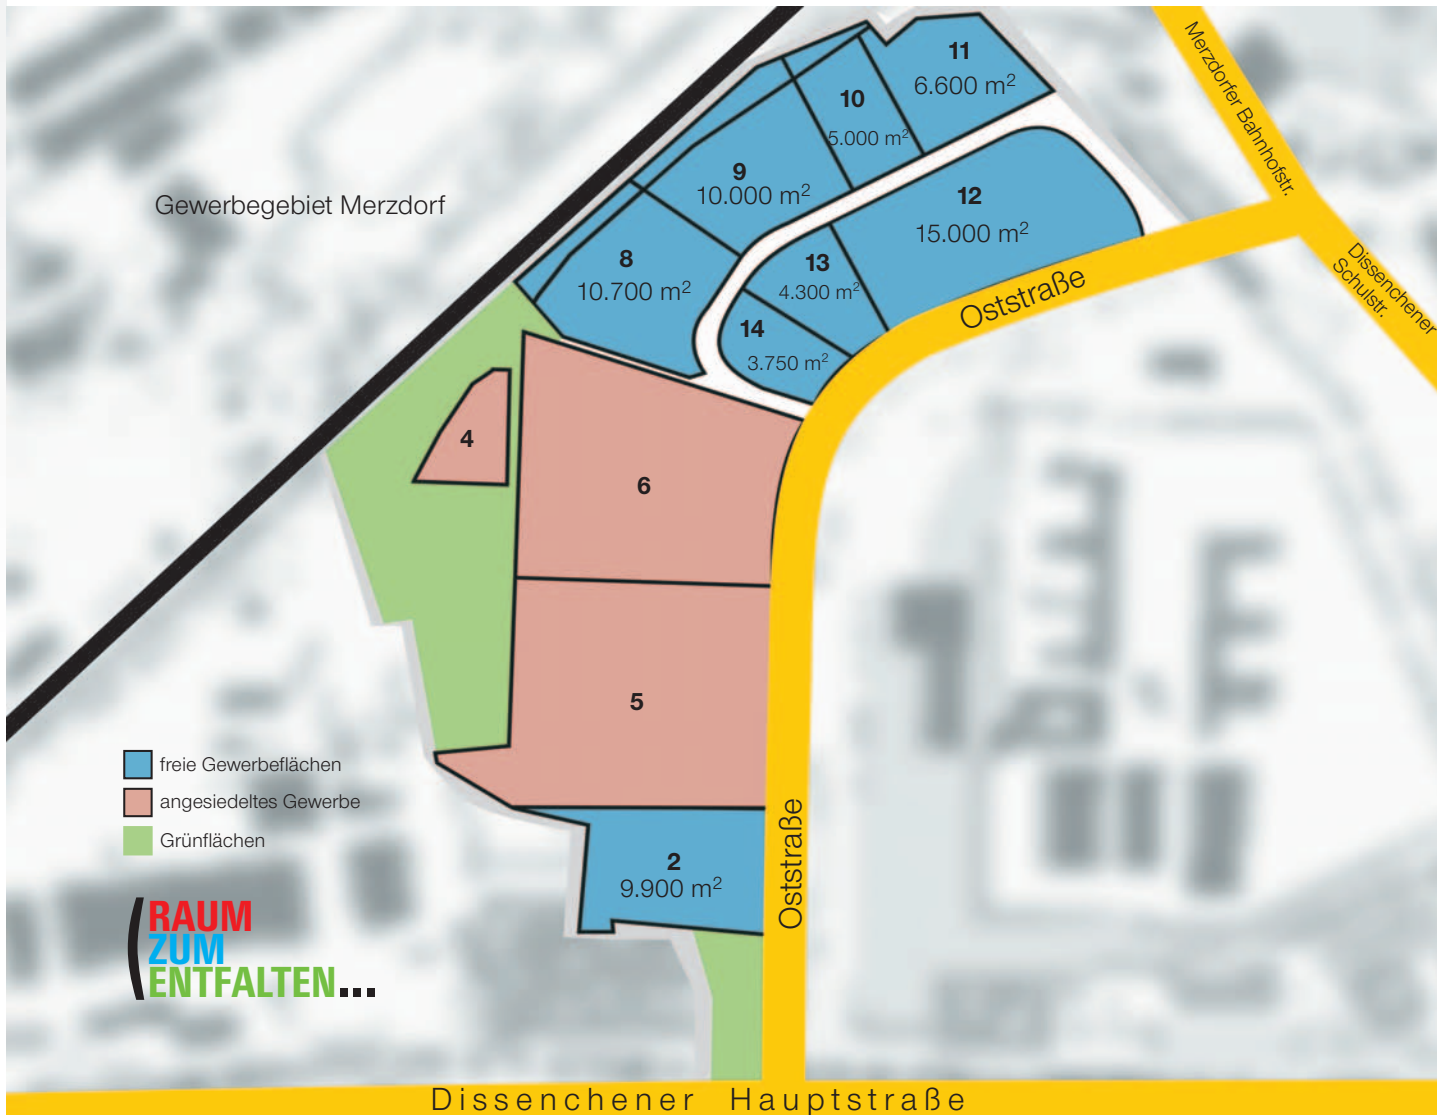 Merzdorfer Bahnhofstr.
11
6.600 m²
10
5.000 m²
9
10.000 m²
12
15.000 m²
Gewerbegebiet Merzdorf
8
10.700 m²
13
4.300 m²
14
3.750 m²
Oststraße
Dissenchener
Schulstr.
4
6
5
freie Gewerbeflächen
angesiedeltes Gewerbe
Grünflächen
2
9.900 m²
Oststraße
(RAUM
ZUM
ENTFALTEN...
Dissenchener Hauptstraße